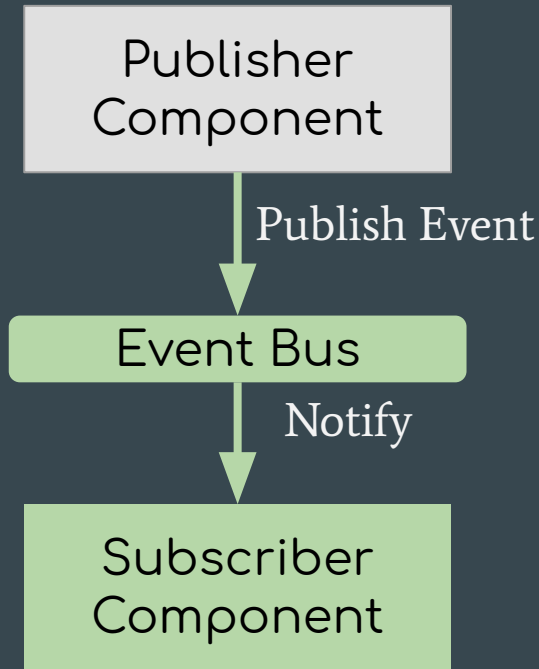 Publisher
Component
Publish Event
Event Bus
Notify
Subscriber
Component